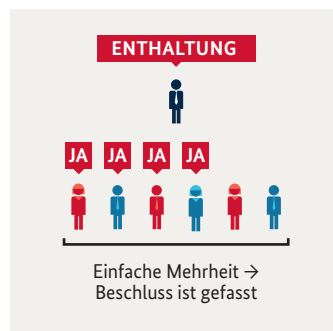 ENTHALTUNG
JA JA JA JA
Einfache Mehrheit →
Beschluss ist gefasst